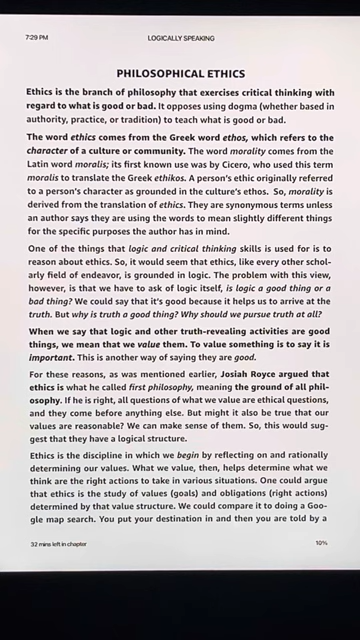 7:29 PM
LOGICALLY SPEAKING
PHILOSOPHICAL ETHICS
Ethics is the branch of philosophy that exercises critical thinking with
regard to what is good or bad. It opposes using dogma (whether based in
authority, practice, or tradition) to teach what is good or bad.
The word ethics comes from the Greek word ethos, which refers to the
character of a culture or community. The word morality comes from the
Latin word moralis; its first known use was by Cicero, who used this term
moralis to translate the Greek ethikos. A person's ethic originally referred
to a person's character as grounded in the culture's ethos. So, morality is
derived from the translation of ethics. They are synonymous terms unless
an author says they are using the words to mean slightly different things
for the specific purposes the author has in mind.
One of the things that logic and critical thinking skills is used for is to
reason about ethics. So, it would seem that ethics, like every other schol-
arly field of endeavor, is grounded in logic. The problem with this view,
however, is that we have to ask of logic itself, is logic a good thing or a
bad thing? We could say that it's good because it helps us to arrive at the
truth. But why is truth a good thing? Why should we pursue truth at all?
When we say that logic and other truth-revealing activities are good
things, we mean that we value them. To value something is to say it is
important. This is another way of saying they are good.
For these reasons, as was mentioned earlier, Josiah Royce argued that
ethics is what he called first philosophy, meaning the ground of all phil-
osophy. If he is right, all questions of what we value are ethical questions,
and they come before anything else. But might it also be true that our
values are reasonable? We can make sense of them. So, this would sug-
gest that they have a logical structure.
Ethics is the discipline in which we begin by reflecting on and rationally
determining our values. What we value, then, helps determine what we
think are the right actions to take in various situations. One could argue
that ethics is the study of values (goals) and obligations (right actions)
determined by that value structure. We could compare it to doing a Goo-
gle map search. You put your destination in and then you are told by a
32 mins left in chapter
10%